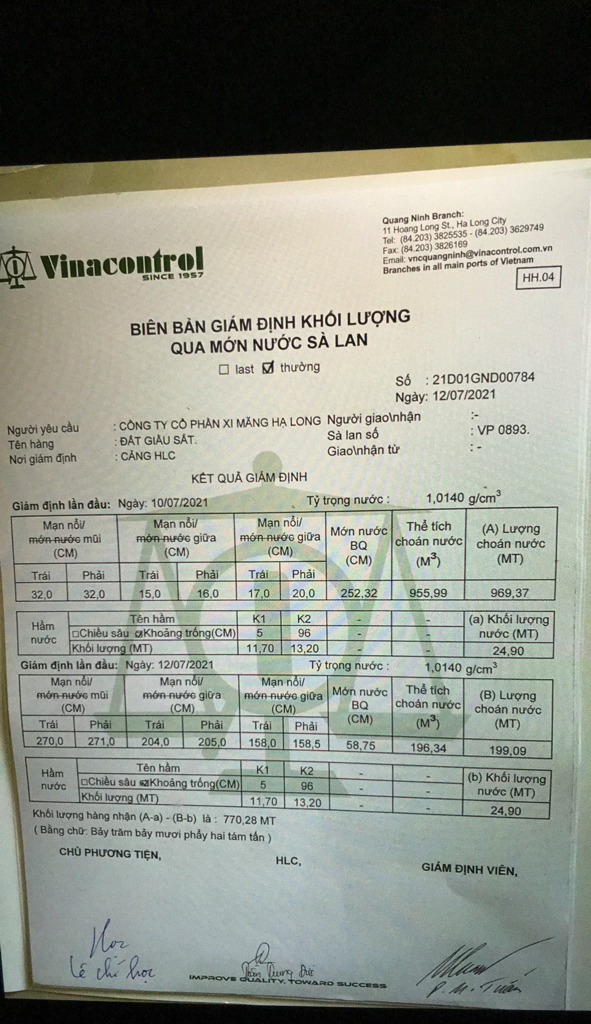 Vinacontrol
SINCE 1957
Quang Ninh Branch:
11 Hoang Long St., Ha Long City
Tel: (84.203) 3825535 - (84.203) 3629749
Fax: (84.203) 3826169
Email: vncquangninh@vinacontrol.com.vn
Branches in all main ports of Vietnam
HH.04
BIÊN BẢN GIÁM ĐỊNH KHỐI LƯỢNG
QUA MỚN NƯỚC SÀ LAN
☐ last ☑ thường
Số : 21D01GND00784
Ngày: 12/07/2021
Người yêu cầu : CÔNG TY CỔ PHẦN XI MĂNG HẠ LONG Người giao\nhận :-
Tên hàng : ĐẤT GIÀU SẮT. Sà lan số : VP 0893.
Nơi giám định : CẢNG HLC Giao\nhận từ : -
KẾT QUẢ GIÁM ĐỊNH
Giám định lần đầu: Ngày: 10/07/2021 Tỷ trọng nước : 1,0140 g/cm³
Mạn nổi/ Mạn nổi/ Mạn nổi/ Mớn nước Thể tích (A) Lượng
món nước mũi món nước giữa món nước giữa BQ choán nước choán nước
(CM) (CM) (CM) (CM) (M³) (MT)
Trái Phải Trái Phải Trái Phải
32,0 32,0 15,0 16,0 17,0 20,0 252,32 955,99 969,37
Hầm nước Tên hầm K1 K2 - - (a) Khối lượng nước (MT)
☐Chiều sâu ☑Khoảng trống(CM) 5 96 - -
Khối lượng (MT) 11,70 13,20 - - 24,90
Giám định lần đầu: Ngày: 12/07/2021 Tỷ trọng nước : 1,0140 g/cm³
Mạn nổi/ Mạn nổi/ Mạn nổi/ Mớn nước Thể tích (B) Lượng
món nước mũi món nước giữa món nước giữa BQ choán nước choán nước
(CM) (CM) (CM) (CM) (M³) (MT)
Trái Phải Trái Phải Trái Phải
270,0 271,0 204,0 205,0 158,0 158,5 58,75 196,34 199,09
Hầm nước Tên hầm K1 K2 - - (b) Khối lượng nước (MT)
☐Chiều sâu ☑Khoảng trống(CM) 5 96 - -
Khối lượng (MT) 11,70 13,20 - - 24,90
Khối lượng hàng nhận (A-a) - (B-b) là : 770,28 MT
( Bằng chữ: Bảy trăm bảy mươi phẩy hai tám tấn )
CHỦ PHƯƠNG TIỆN, HLC, GIÁM ĐỊNH VIÊN,
Học
Lê chí học
IMPROVE QUALITY, TOWARD SUCCESS